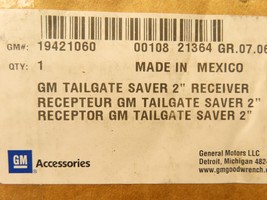 GM#: 19421060 00108 21364 GR.07.06
QTY: 1 MADE IN MEXICO
GM TAILGATE SAVER 2" RECEIVER
RECEPTEUR GM TAILGATE SAVER 2"
RECEPTOR GM TAILGATE SAVER 2"
GM Accessories
General Motors LLC
Detroit, Michigan 482
www.gmgoodwrench.c